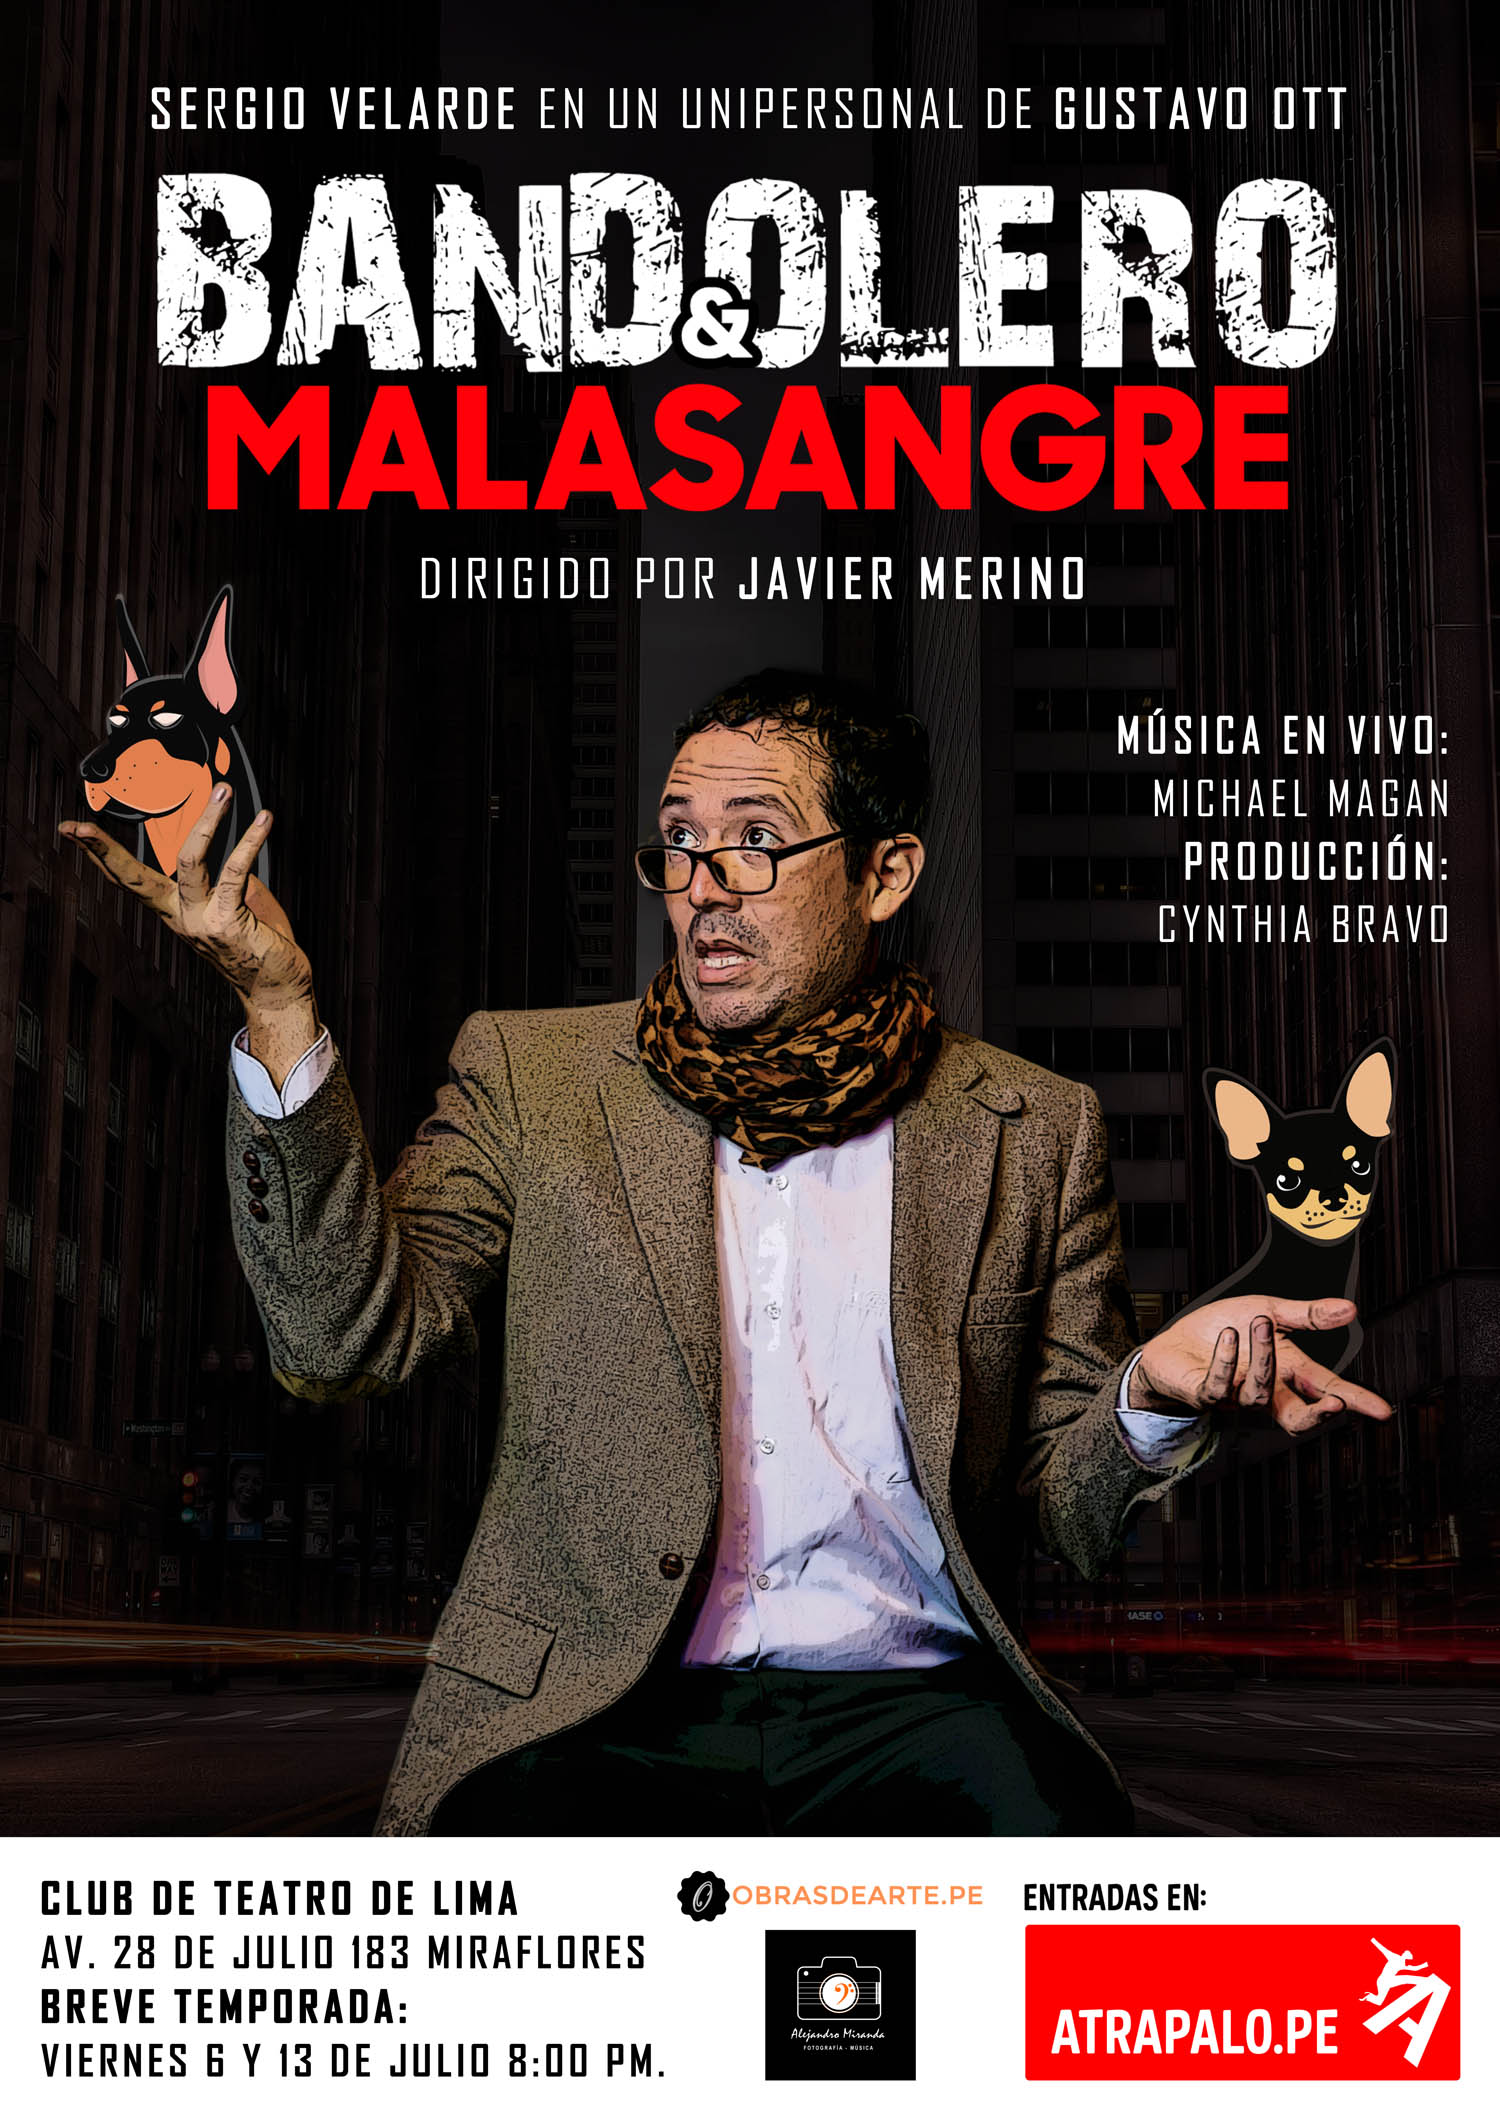 SERGIO VELARDE EN UN UNIPERSONAL DE GUSTAVO OTT
BANDOLERO
&
MALASANGRE
DIRIGIDO POR JAVIER MERINO
MÚSICA EN VIVO:
MICHAEL MAGAN
PRODUCCIÓN:
CYNTHIA BRAVO
Washington
HASE
CLUB DE TEATRO DE LIMA
AV. 28 DE JULIO 183 MIRAFLORES
BREVE TEMPORADA:
VIERNES 6 Y 13 DE JULIO 8:00 PM.
OBRASDEARTE.PE
Alejandro Miranda
FOTOGRAFÍA - MÚSICA
ENTRADAS EN:
ATRAPALO.PE